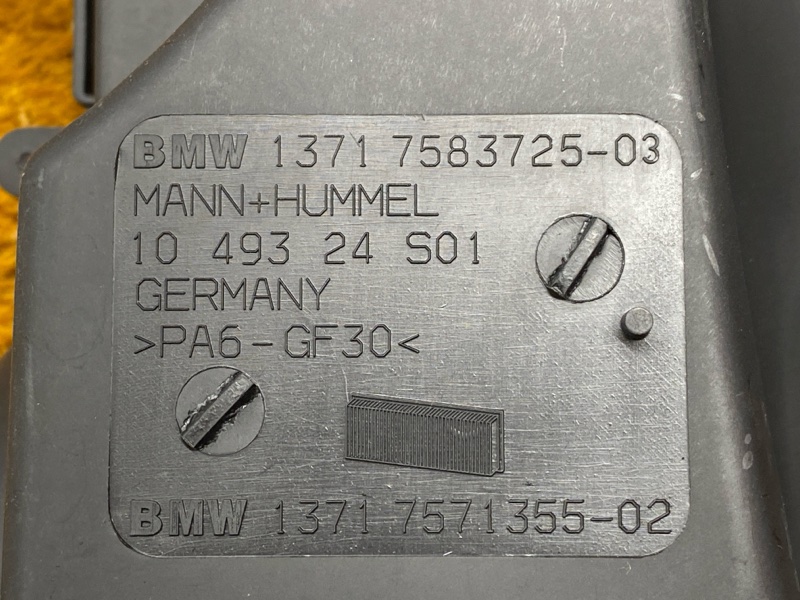 BMW 1371 7583725-03
MANN+HUMMEL
10 493 24 S01
GERMANY
>PA6-GF30<
BMW 1371 7571355-02